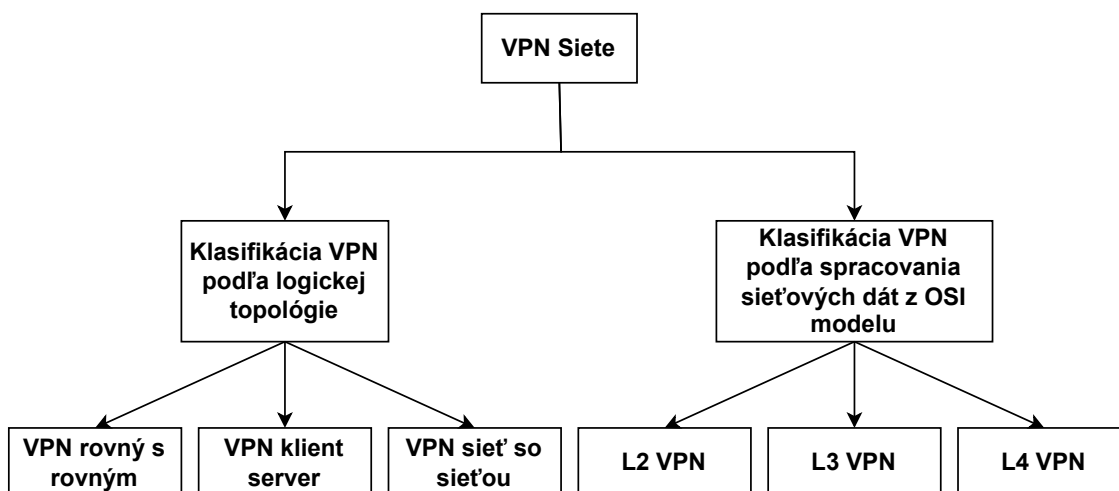 VPN Siete
Klasifikácia VPN
podľa logickej
topológie
Klasifikácia VPN
podľa spracovania
sieťových dát z OSI
modelu
VPN rovný s
rovným
VPN klient
server
VPN sieť so
sieťou
L2 VPN
L3 VPN
L4 VPN